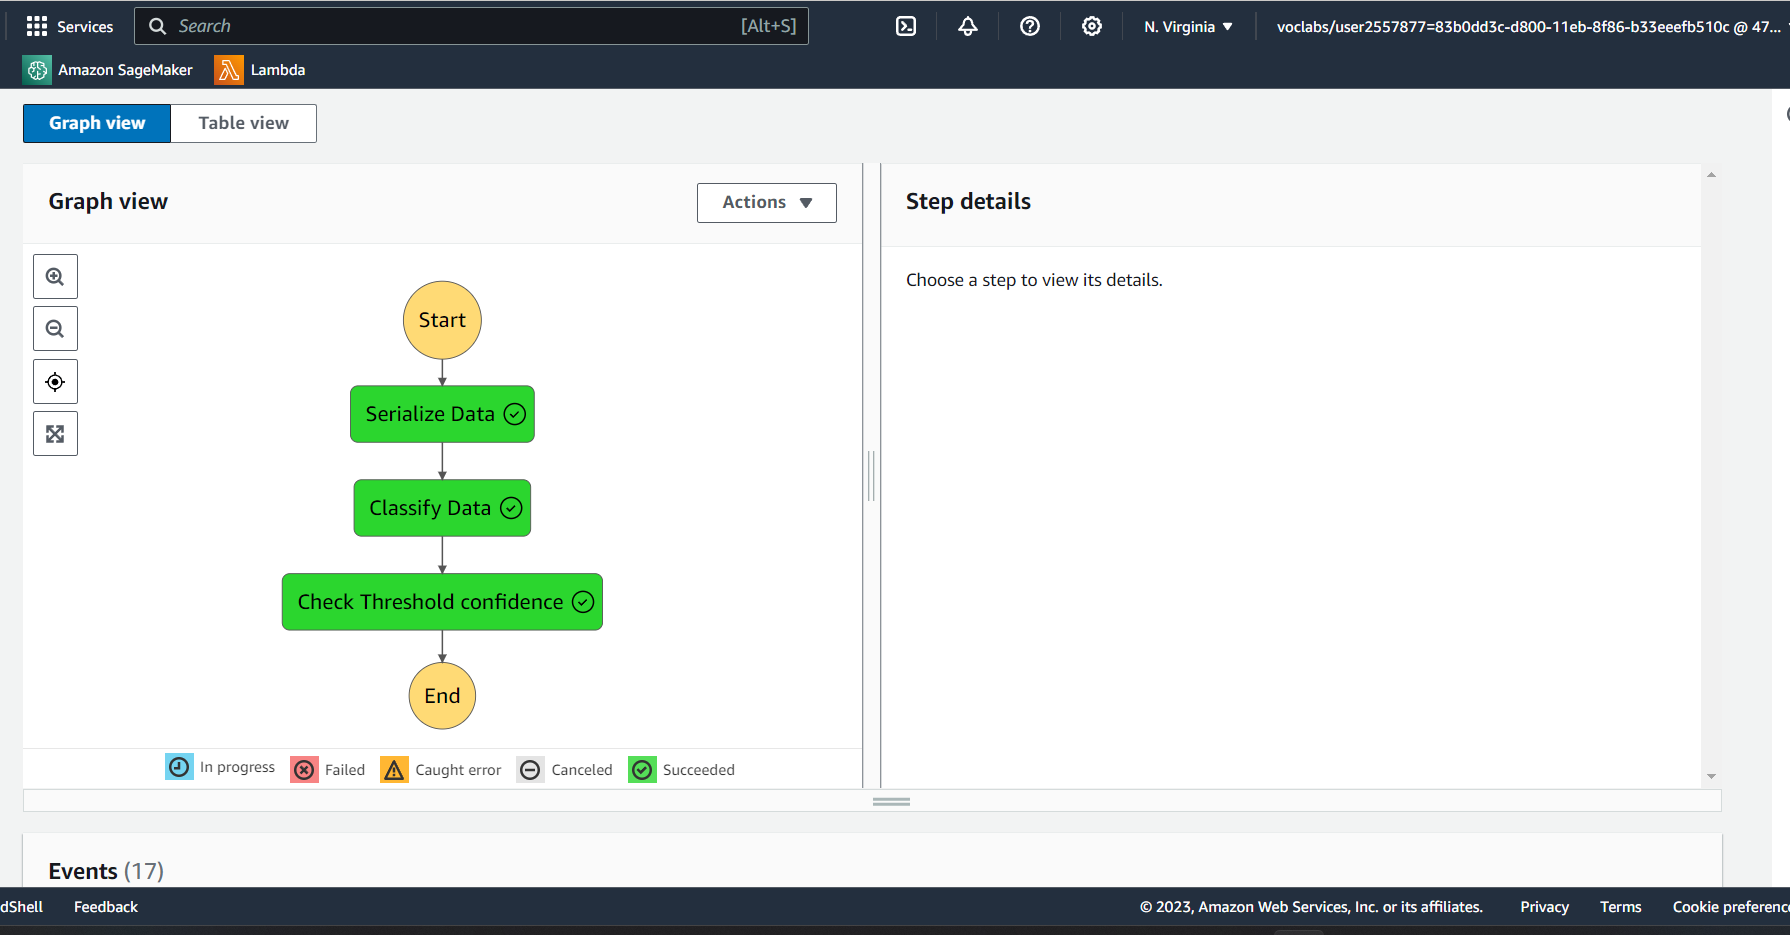 Services
Search [Alt+S]
N. Virginia
voclabs/user2557877=83b0dd3c-d800-11eb-8f86-b33eeefb510c @ 47...
Amazon SageMaker
Lambda
Graph view
Table view
Graph view
Actions
Step details
Choose a step to view its details.
Start
Serialize Data
Classify Data
Check Threshold confidence
End
In progress
Failed
Caught error
Canceled
Succeeded
Events (17)
dShell
Feedback
© 2023, Amazon Web Services, Inc. or its affiliates.
Privacy
Terms
Cookie preferenc